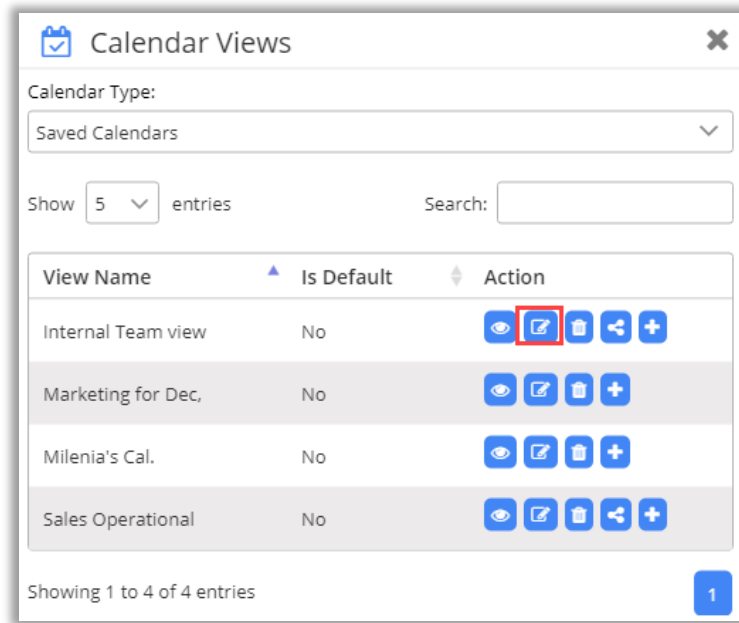 Calendar Views
Calendar Type:
Saved Calendars
Show 5 entries Search:
View Name Is Default Action
Internal Team view No
Marketing for Dec, No
Milenia's Cal. No
Sales Operational No
Showing 1 to 4 of 4 entries 1